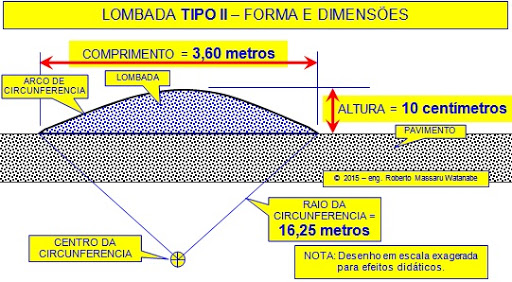 LOMBADA TIPO II – FORMA E DIMENSÕES
COMPRIMENTO = 3,60 metros
ARCO DE
CIRCUNFERENCIA
LOMBADA
ALTURA = 10 centímetros
PAVIMENTO
© 2015 – eng. Roberto Massaru Watanabe
RAIO DA
CIRCUNFERENCIA =
16,25 metros
CENTRO DA
CIRCUNFERENCIA
NOTA: Desenho em escala exagerada
para efeitos didáticos.